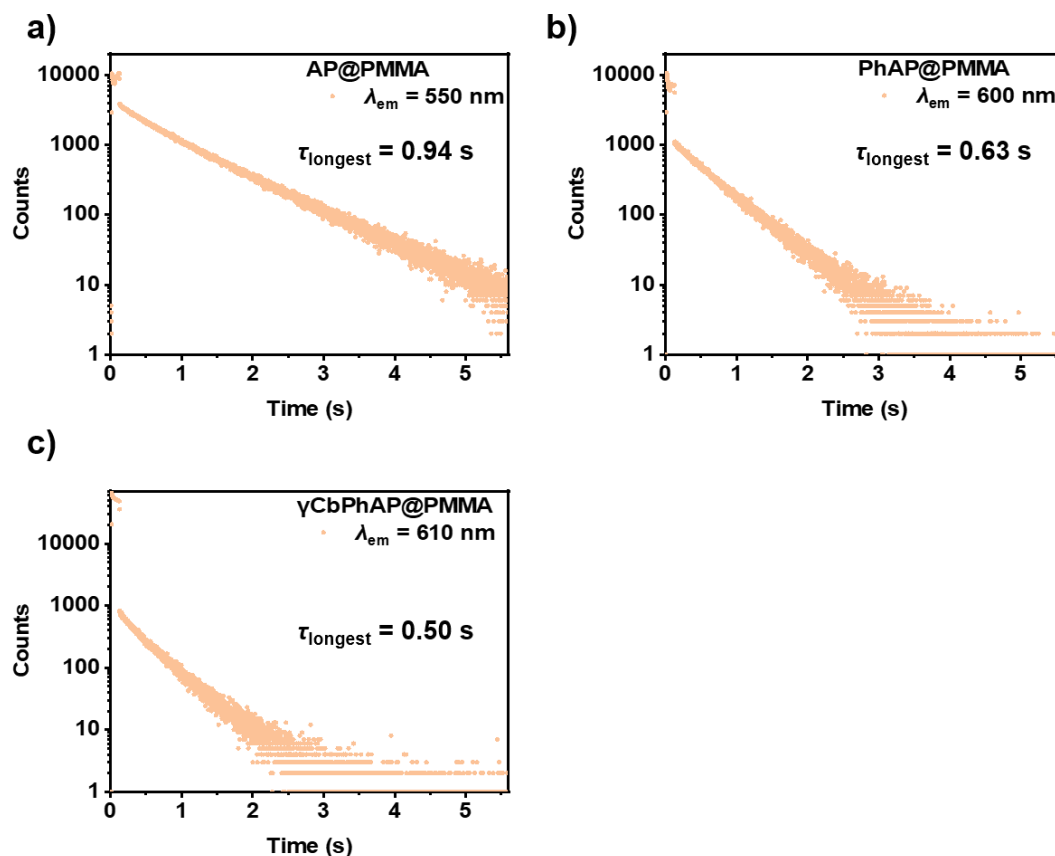 a)
AP@PMMA
λem = 550 nm
τlongest = 0.94 s
10000
1000
100
10
1
Counts
0 1 2 3 4 5
Time (s)
b)
PhAP@PMMA
λem = 600 nm
τlongest = 0.63 s
10000
1000
100
10
1
Counts
0 1 2 3 4 5
Time (s)
c)
γCbPhAP@PMMA
λem = 610 nm
τlongest = 0.50 s
10000
1000
100
10
1
Counts
0 1 2 3 4 5
Time (s)